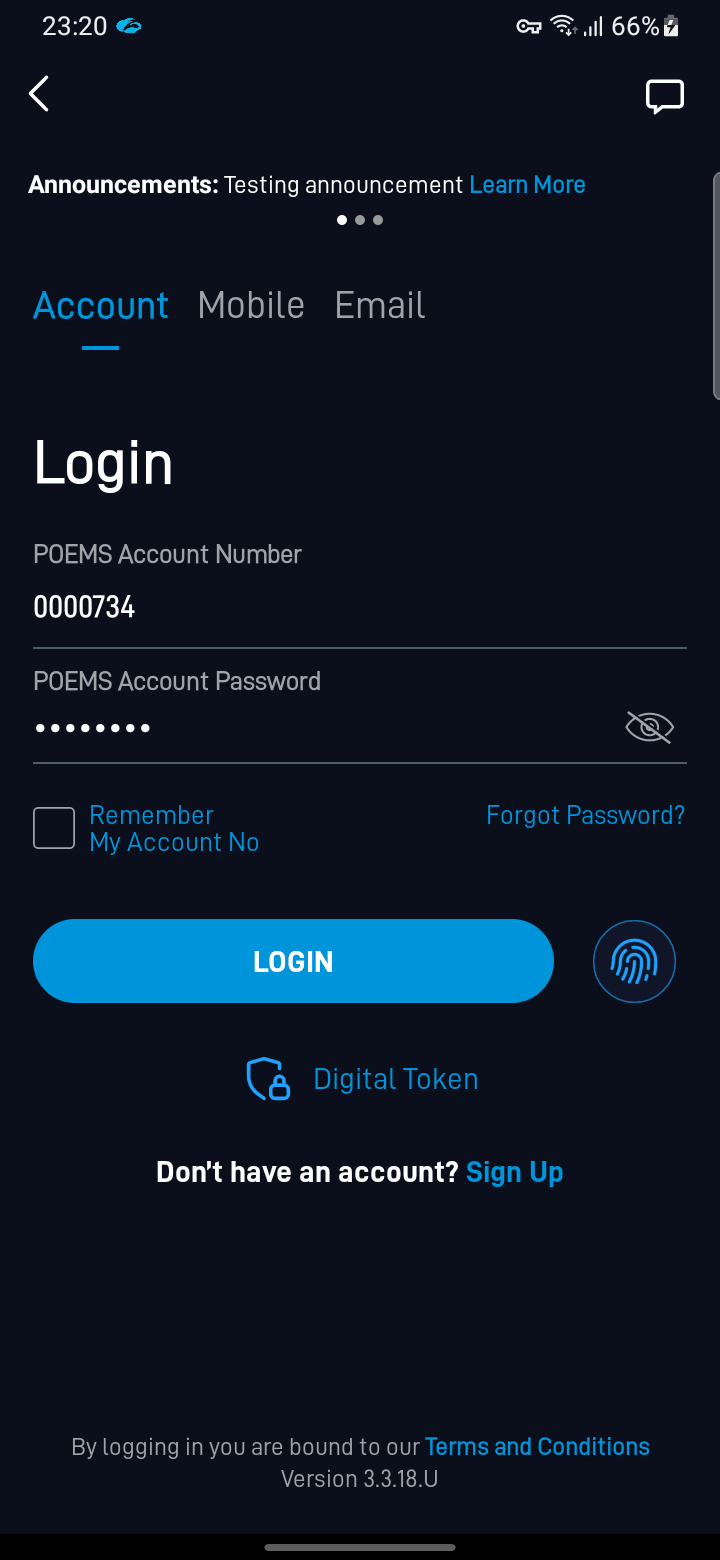 23:20 66%
Announcements: Testing announcement Learn More
Account Mobile Email
Login
POEMS Account Number
0000734
POEMS Account Password
••••••••
Remember
My Account No
Forgot Password?
LOGIN
Digital Token
Don't have an account? Sign Up
By logging in you are bound to our Terms and Conditions
Version 3.3.18.U